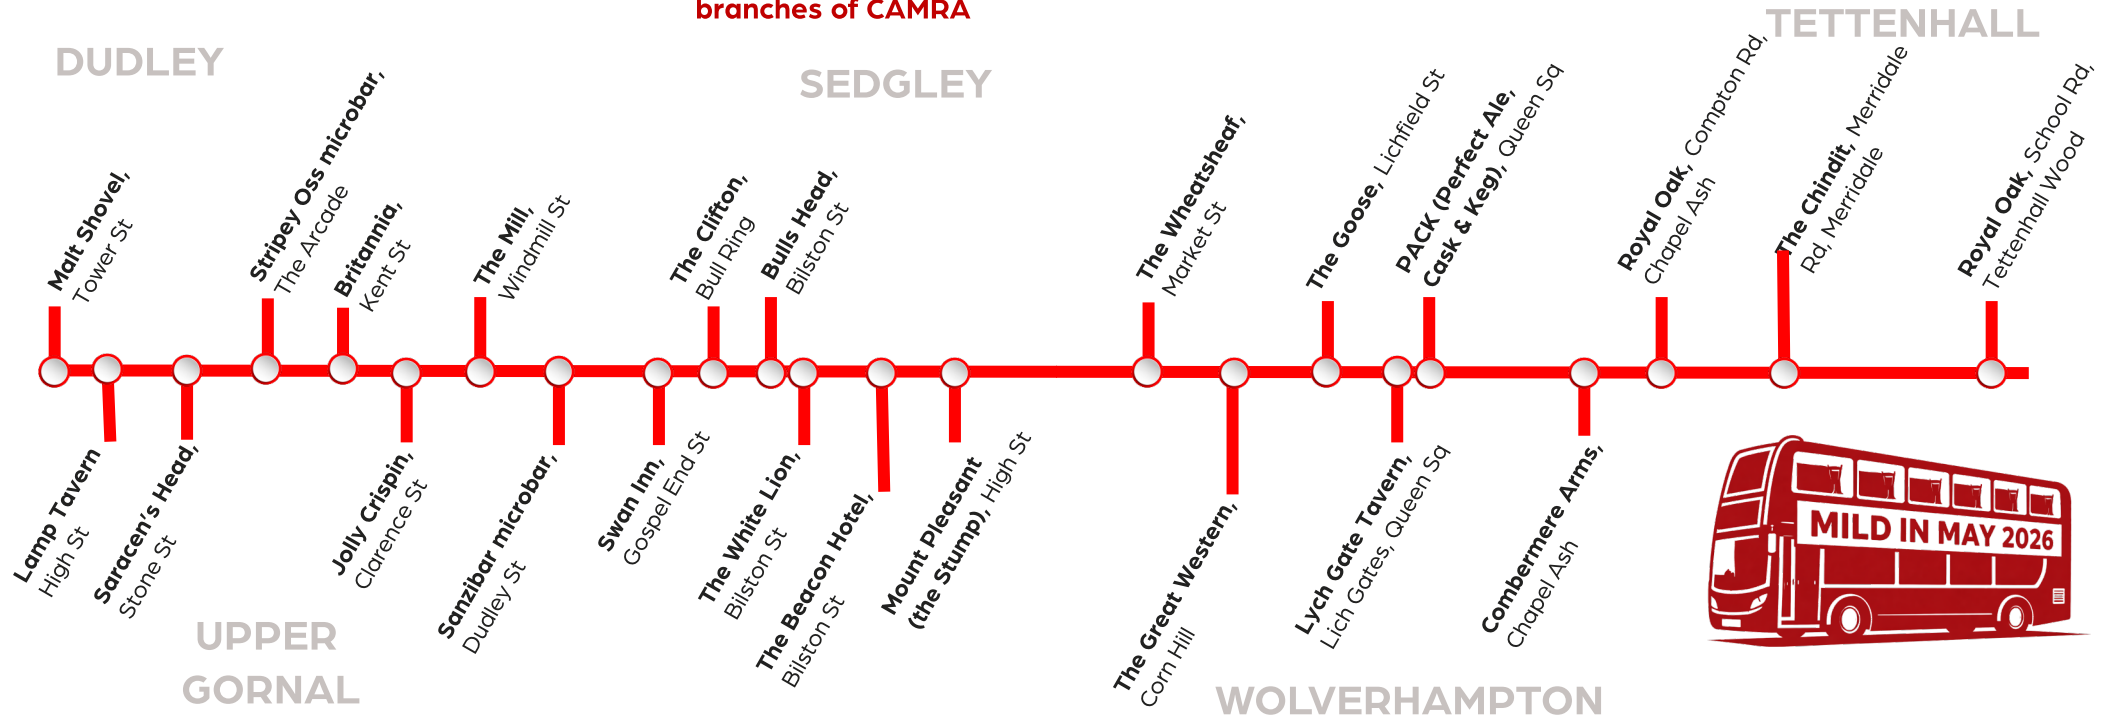 branches of CAMRA
DUDLEY
SEDGLEY
TETTENHALL
Malt Shovel,
Tower St
Lamp Tavern
High St
Saracen's Head,
Stone St
Stripey Oss microbar,
The Arcade
Britannia,
Kent St
Jolly Crispin,
Clarence St
The Mill,
Windmill St
Sanzibar microbar,
Dudley St
Swan Inn,
Gospel End St
The Clifton,
Bull Ring
Bulls Head,
Bilston St
The White Lion,
Bilston St
The Beacon Hotel,
Bilston St
Mount Pleasant
(the Stump), High St
The Wheatsheaf,
Market St
The Great Western,
Corn Hill
The Goose, Lichfield St
Lych Gate Tavern,
Lich Gates, Queen Sq
PACK (Perfect Ale,
Cask & Keg), Queen Sq
Combermere Arms,
Chapel Ash
Royal Oak, Compton Rd,
Chapel Ash
The Chindit, Merridale
Rd, Merridale
Royal Oak, School Rd,
Tettenhall Wood
UPPER
GORNAL
WOLVERHAMPTON
MILD IN MAY 2026